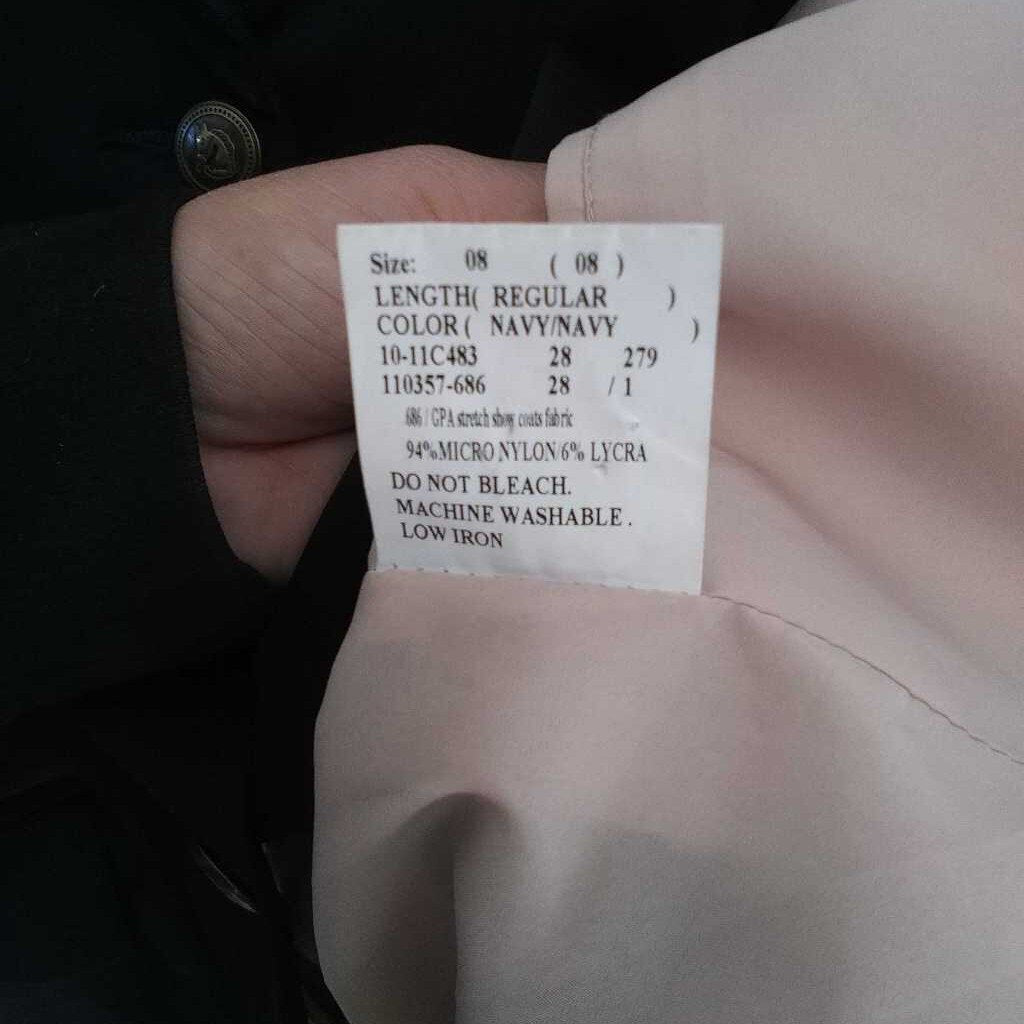 Size: 08 ( 08 )
LENGTH( REGULAR )
COLOR ( NAVY/NAVY )
10-11C483 28 279
110357-686 28 / 1
686 / GPA stretch show coats fabric
94%MICRO NYLON/6% LYCRA
DO NOT BLEACH.
MACHINE WASHABLE .
LOW IRON